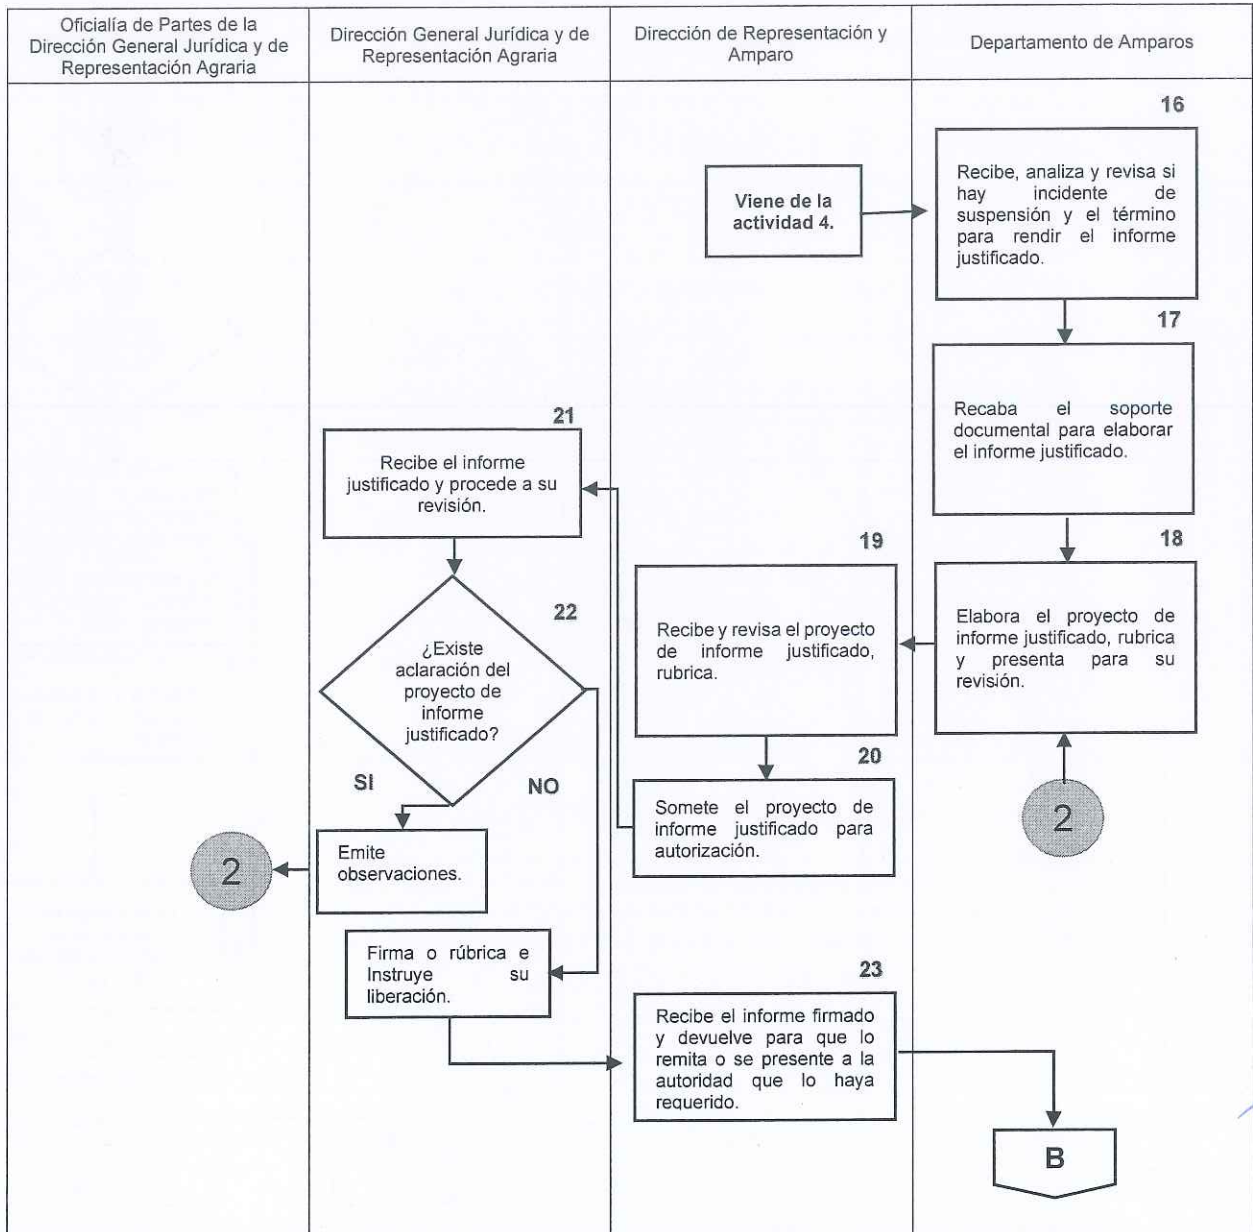 Oficialía de Partes de la
Dirección General Jurídica y de
Representación Agraria
Dirección General Jurídica y de
Representación Agraria
Dirección de Representación y
Amparo
Departamento de Amparos
16
Recibe, analiza y revisa si
hay incidente de
suspensión y el término
para rendir el informe
justificado.
Viene de la
actividad 4.
17
Recaba el soporte
documental para elaborar
el informe justificado.
18
Elabora el proyecto de
informe justificado, rubrica
y presenta para su
revisión.
2
19
Recibe y revisa el proyecto
de informe justificado,
rubrica.
20
Somete el proyecto de
informe justificado para
autorización.
21
Recibe el informe
justificado y procede a su
revisión.
22
¿Existe
aclaración del
proyecto de
informe
justificado?
SI
NO
Emite
observaciones.
2
Firma o rúbrica e
Instruye su
liberación.
23
Recibe el informe firmado
y devuelve para que lo
remita o se presente a la
autoridad que lo haya
requerido.
B